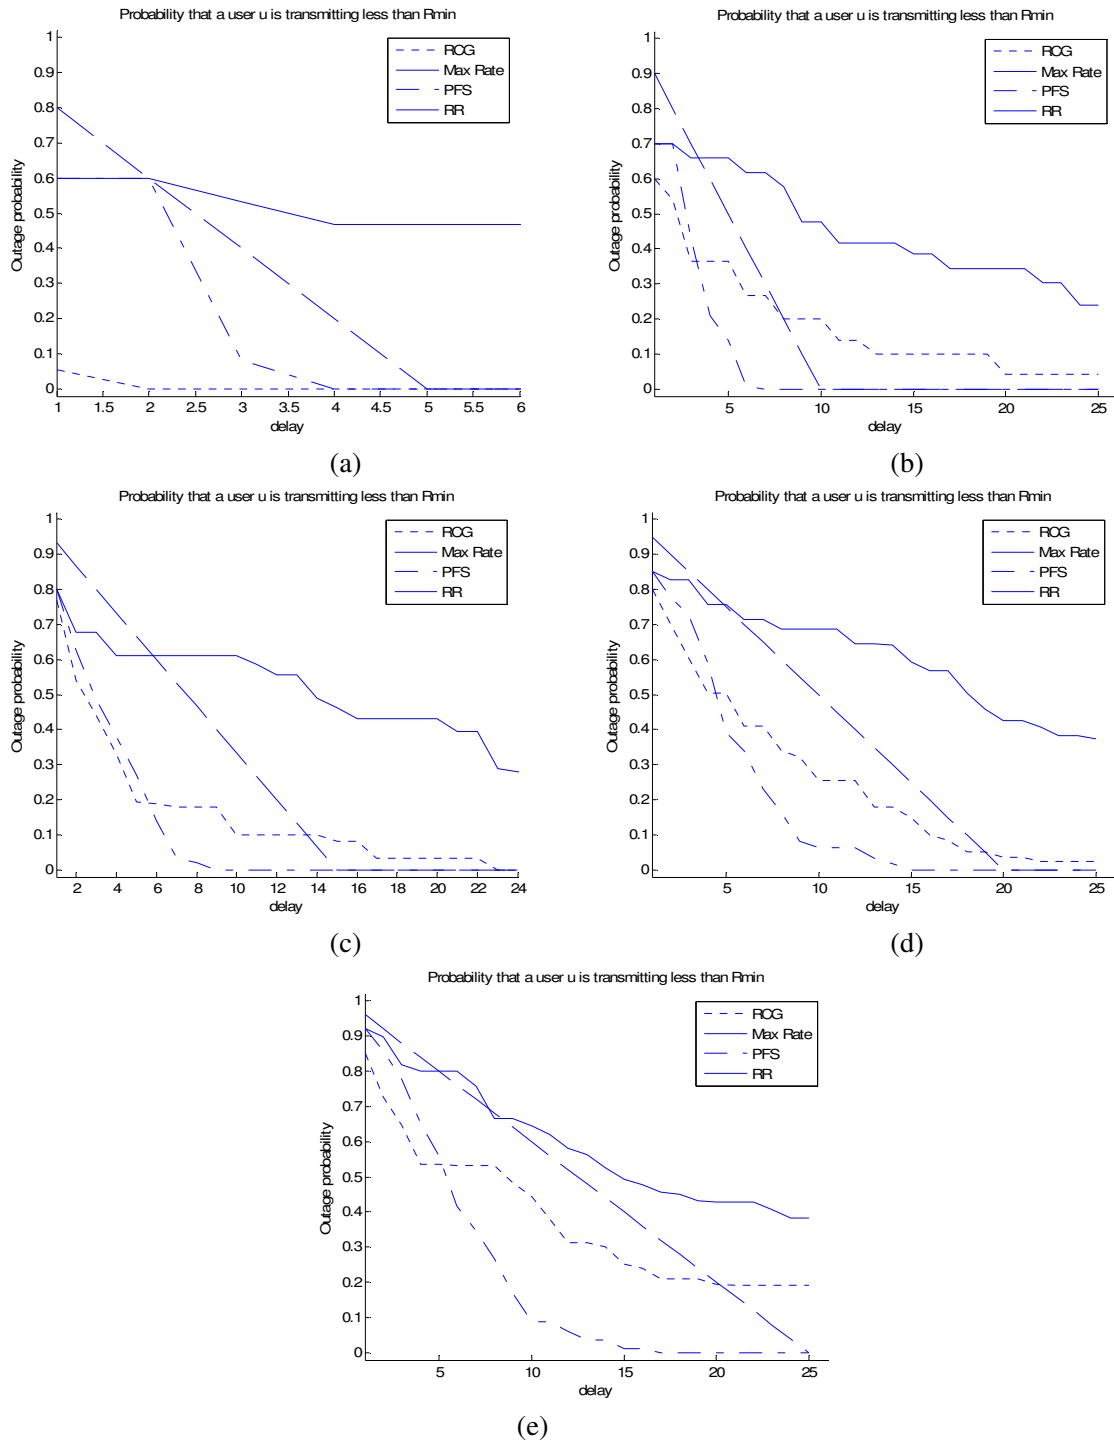 Probability that a user u is transmitting less than Rmin
1
0.9
0.8
0.7
0.6
0.5
0.4
0.3
0.2
0.1
0
Outage probability
RCG
Max Rate
PFS
RR
1 1.5 2 2.5 3 3.5 4 4.5 5 5.5 6
delay
(a)
Probability that a user u is transmitting less than Rmin
1
0.9
0.8
0.7
0.6
0.5
0.4
0.3
0.2
0.1
0
Outage probability
RCG
Max Rate
PFS
RR
5 10 15 20 25
delay
(b)
Probability that a user u is transmitting less than Rmin
1
0.9
0.8
0.7
0.6
0.5
0.4
0.3
0.2
0.1
0
Outage probability
RCG
Max Rate
PFS
RR
2 4 6 8 10 12 14 16 18 20 22 24
delay
(c)
Probability that a user u is transmitting less than Rmin
1
0.9
0.8
0.7
0.6
0.5
0.4
0.3
0.2
0.1
0
Outage probability
RCG
Max Rate
PFS
RR
5 10 15 20 25
delay
(d)
Probability that a user u is transmitting less than Rmin
1
0.9
0.8
0.7
0.6
0.5
0.4
0.3
0.2
0.1
0
Outage probability
RCG
Max Rate
PFS
RR
5 10 15 20 25
delay
(e)